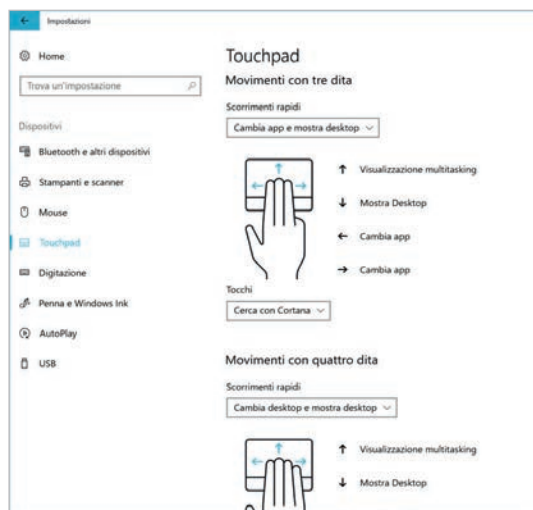 Impostazioni
Home
Trova un'impostazione
Dispositivi
Bluetooth e altri dispositivi
Stampanti e scanner
Mouse
Touchpad
Digitazione
Penna e Windows Ink
AutoPlay
USB
Touchpad
Movimenti con tre dita
Scorrimenti rapidi
Cambia app e mostra desktop
Visualizzazione multitasking
Mostra Desktop
Cambia app
Cambia app
Tocchi
Cerca con Cortana
Movimenti con quattro dita
Scorrimenti rapidi
Cambia desktop e mostra desktop
Visualizzazione multitasking
Mostra Desktop